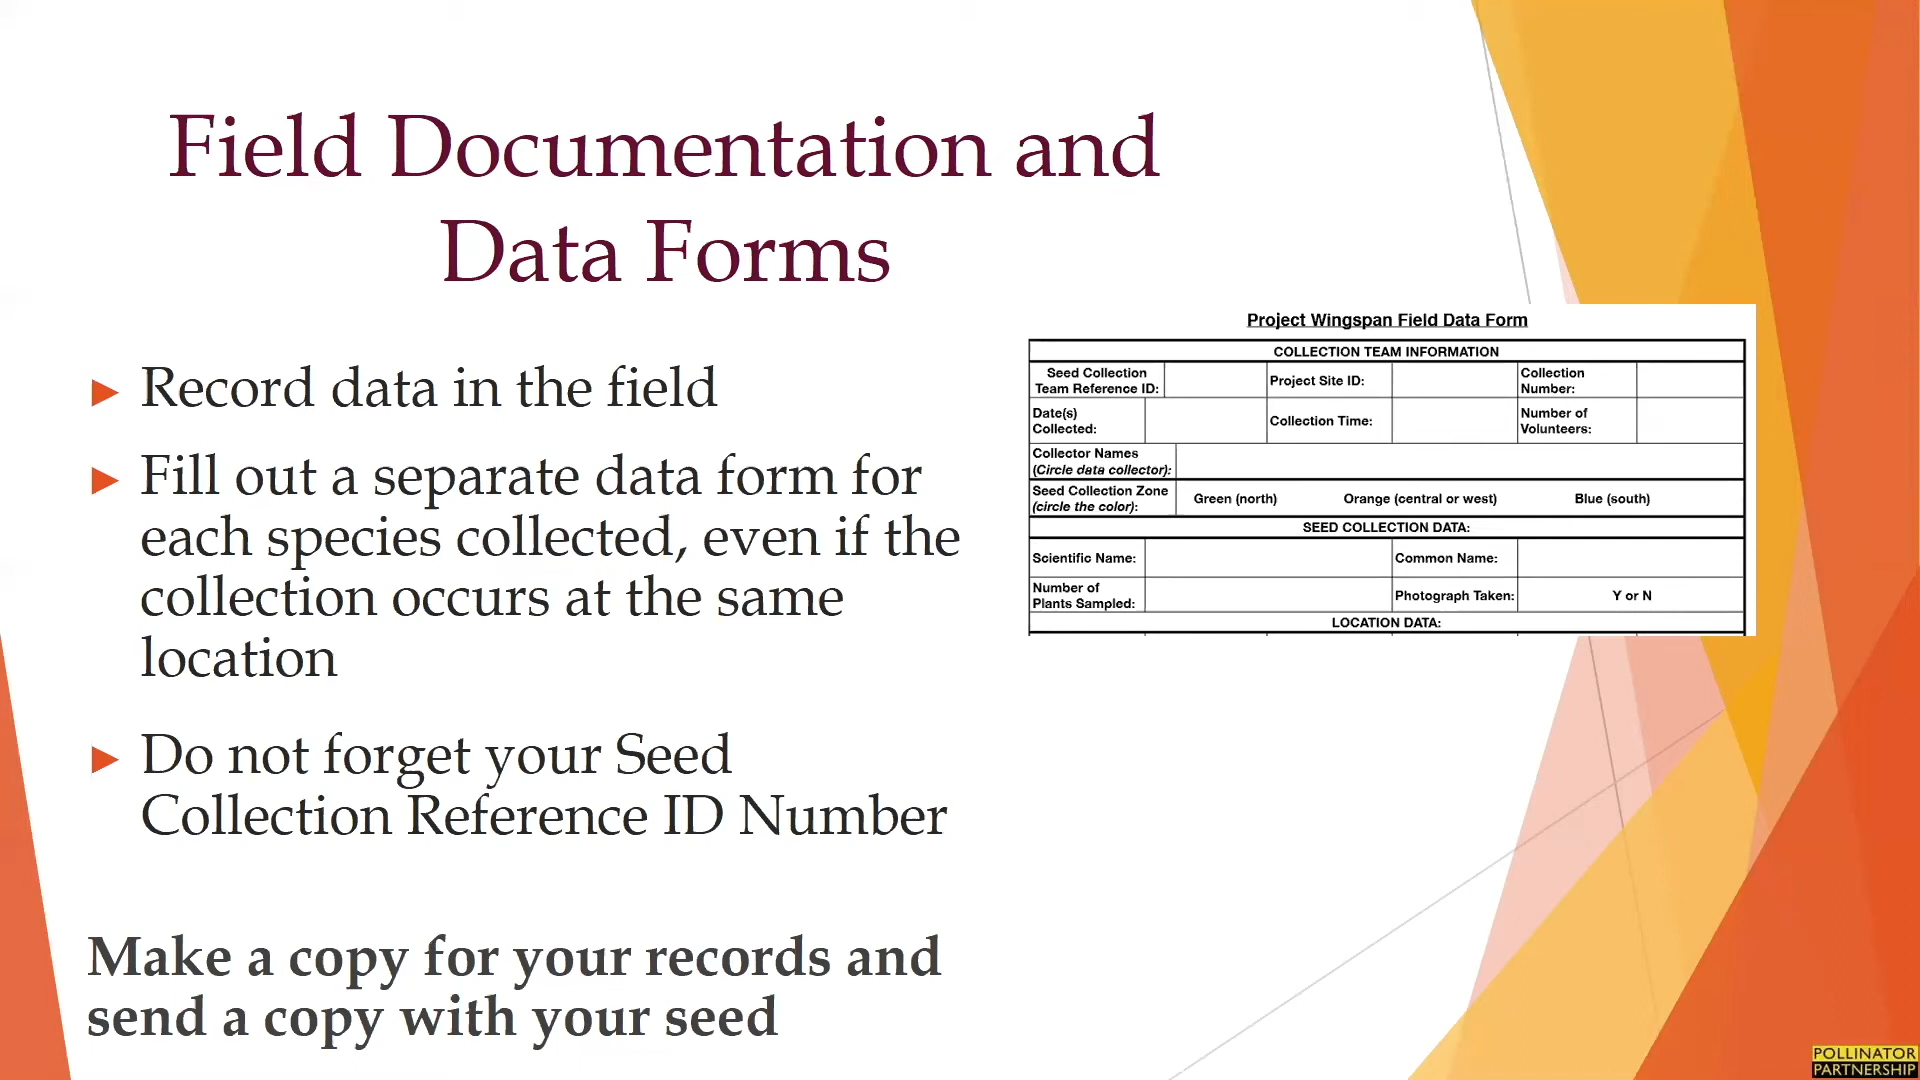 Field Documentation and
Data Forms
► Record data in the field
► Fill out a separate data form for
each species collected, even if the
collection occurs at the same
location
► Do not forget your Seed
Collection Reference ID Number
Make a copy for your records and
send a copy with your seed
Project Wingspan Field Data Form
COLLECTION TEAM INFORMATION
Seed Collection
Team Reference ID:
Project Site ID:
Collection
Number:
Date(s)
Collected:
Collection Time:
Number of
Volunteers:
Collector Names
(Circle data collector):
Seed Collection Zone
(circle the color):
Green (north)
Orange (central or west)
Blue (south)
SEED COLLECTION DATA:
Scientific Name:
Common Name:
Number of
Plants Sampled:
Photograph Taken:
Y or N
LOCATION DATA:
POLLINATOR
PARTNERSHIP